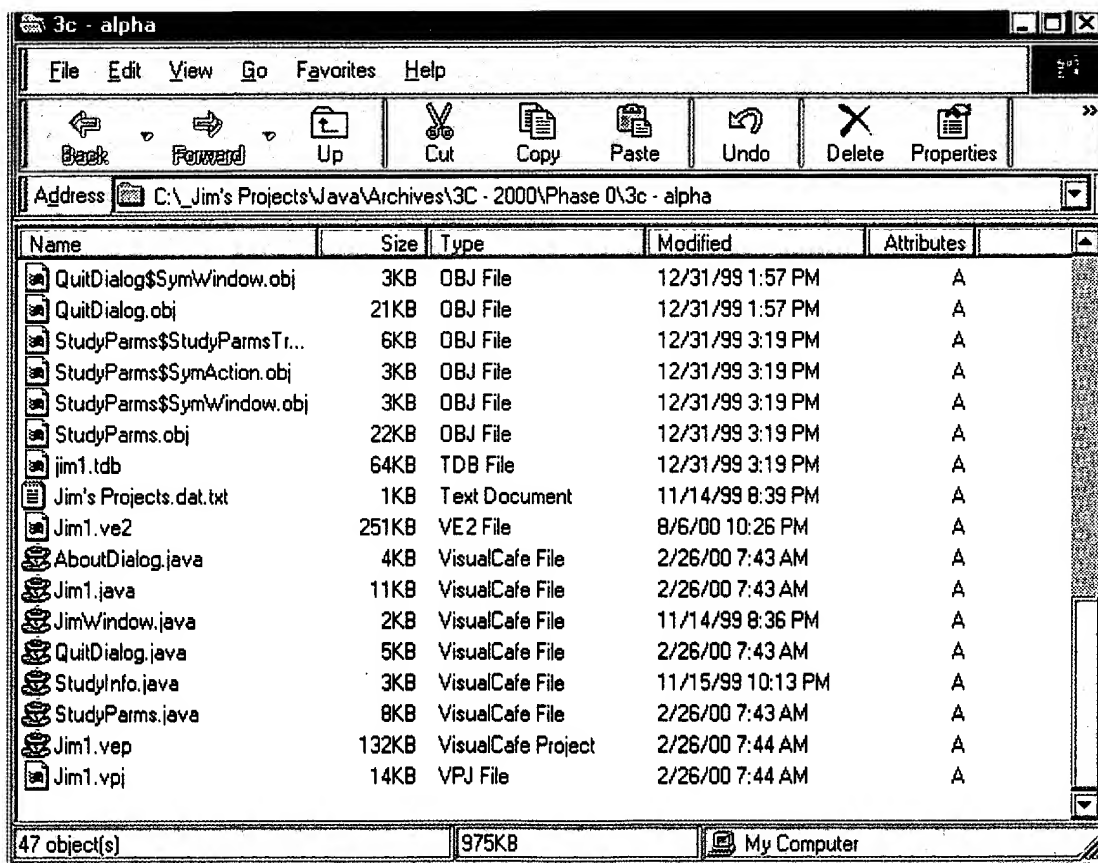 3c - alpha
File Edit View Go Favorites Help
Back Forward Up Cut Copy Paste Undo Delete Properties »
Address C:\_Jim's Projects\Java\Archives\3C - 2000\Phase 0\3c - alpha
Name Size Type Modified Attributes
QuitDialog$SymWindow.obj 3KB OBJ File 12/31/99 1:57 PM A
QuitDialog.obj 21KB OBJ File 12/31/99 1:57 PM A
StudyParms$StudyParmsTr... 6KB OBJ File 12/31/99 3:19 PM A
StudyParms$SymAction.obj 3KB OBJ File 12/31/99 3:19 PM A
StudyParms$SymWindow.obj 3KB OBJ File 12/31/99 3:19 PM A
StudyParms.obj 22KB OBJ File 12/31/99 3:19 PM A
jim1.tdb 64KB TDB File 12/31/99 3:19 PM A
Jim's Projects.dat.txt 1KB Text Document 11/14/99 8:39 PM A
Jim1.ve2 251KB VE2 File 8/6/00 10:26 PM A
AboutDialog.java 4KB VisualCafe File 2/26/00 7:43 AM A
Jim1.java 11KB VisualCafe File 2/26/00 7:43 AM A
JimWindow.java 2KB VisualCafe File 11/14/99 8:36 PM A
QuitDialog.java 5KB VisualCafe File 2/26/00 7:43 AM A
StudyInfo.java 3KB VisualCafe File 11/15/99 10:13 PM A
StudyParms.java 8KB VisualCafe File 2/26/00 7:43 AM A
Jim1.vep 132KB VisualCafe Project 2/26/00 7:44 AM A
Jim1.vpj 14KB VPJ File 2/26/00 7:44 AM A
47 object(s) 975KB My Computer